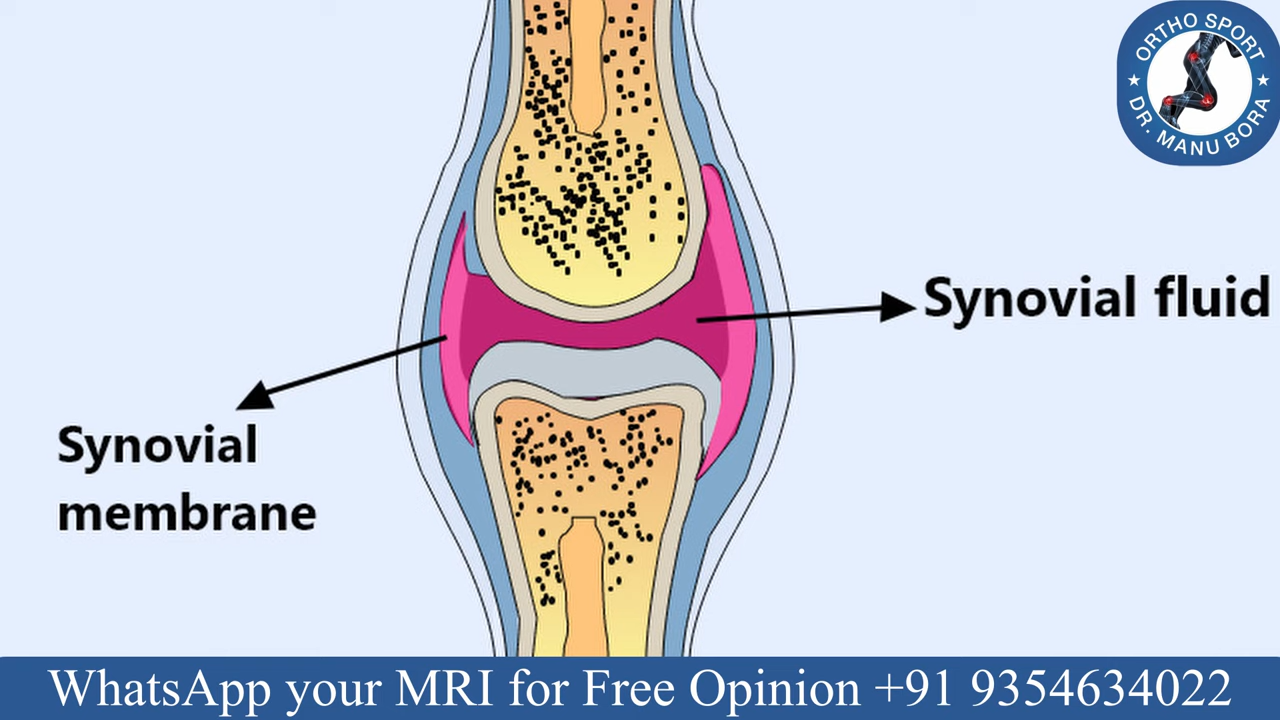 ORTHO SPORT
DR. MANU BORA
Synovial fluid
Synovial
membrane
WhatsApp your MRI for Free Opinion +91 9354634022